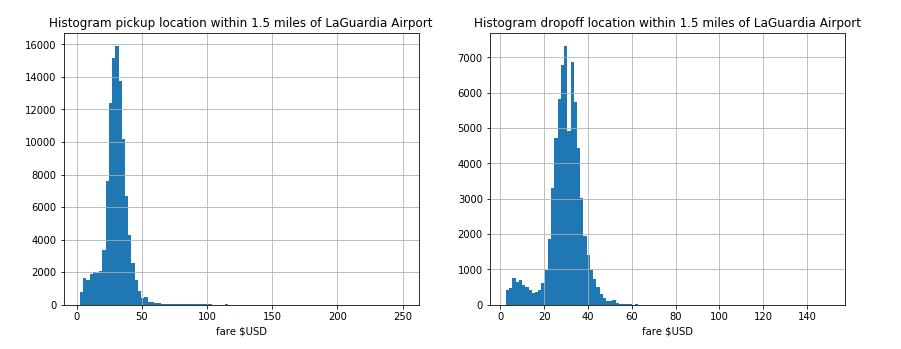 Histogram pickup location within 1.5 miles of LaGuardia Airport
16000
14000
12000
10000
8000
6000
4000
2000
0
0 50 100 150 200 250
fare $USD
Histogram dropoff location within 1.5 miles of LaGuardia Airport
7000
6000
5000
4000
3000
2000
1000
0
0 20 40 60 80 100 120 140
fare $USD